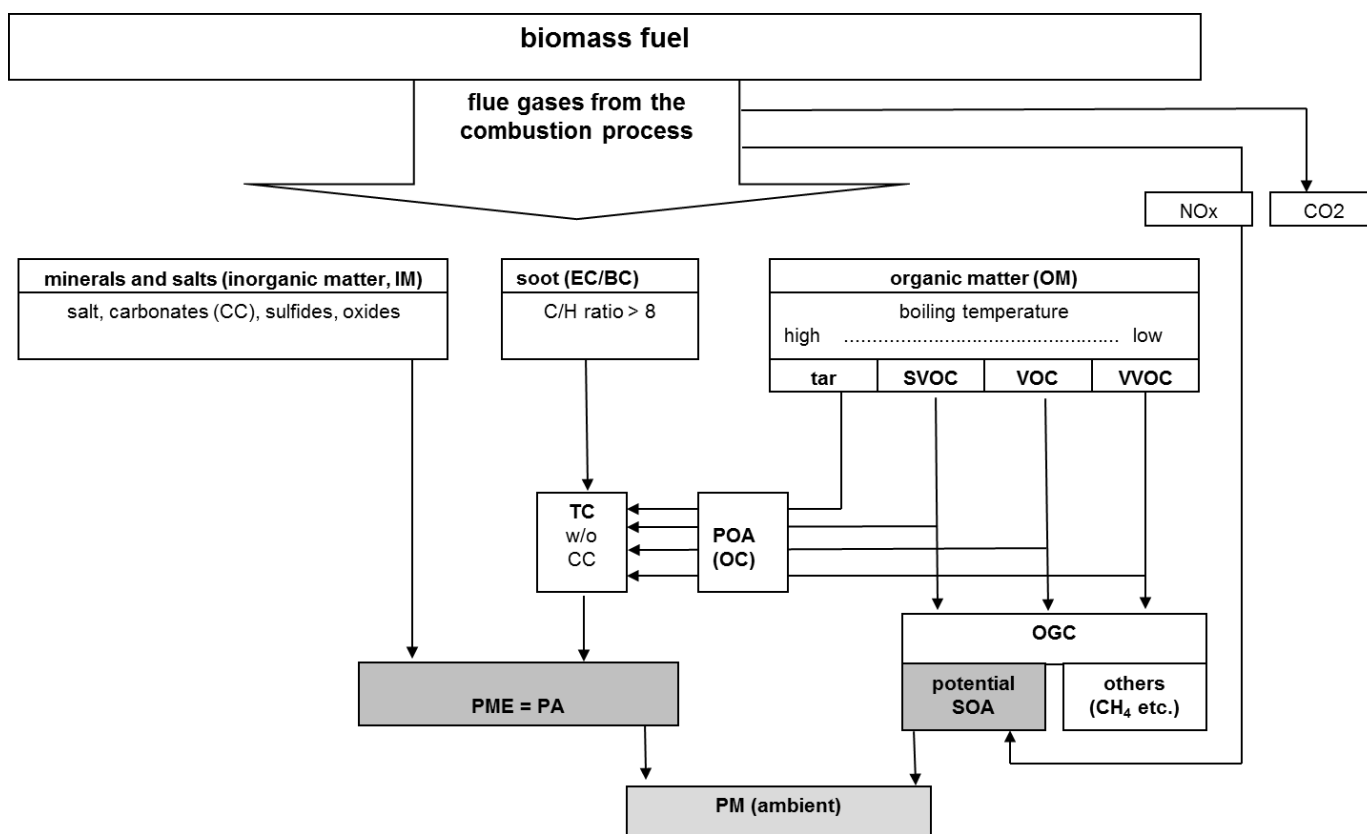 biomass fuel
flue gases from the
combustion process
NOx
CO2
minerals and salts (inorganic matter, IM)
salt, carbonates (CC), sulfides, oxides
soot (EC/BC)
C/H ratio > 8
organic matter (OM)
boiling temperature
high ........................................................ low
tar
SVOC
VOC
VVOC
TC
w/o
CC
POA
(OC)
OGC
potential
SOA
others
(CH₄ etc.)
PME = PA
PM (ambient)